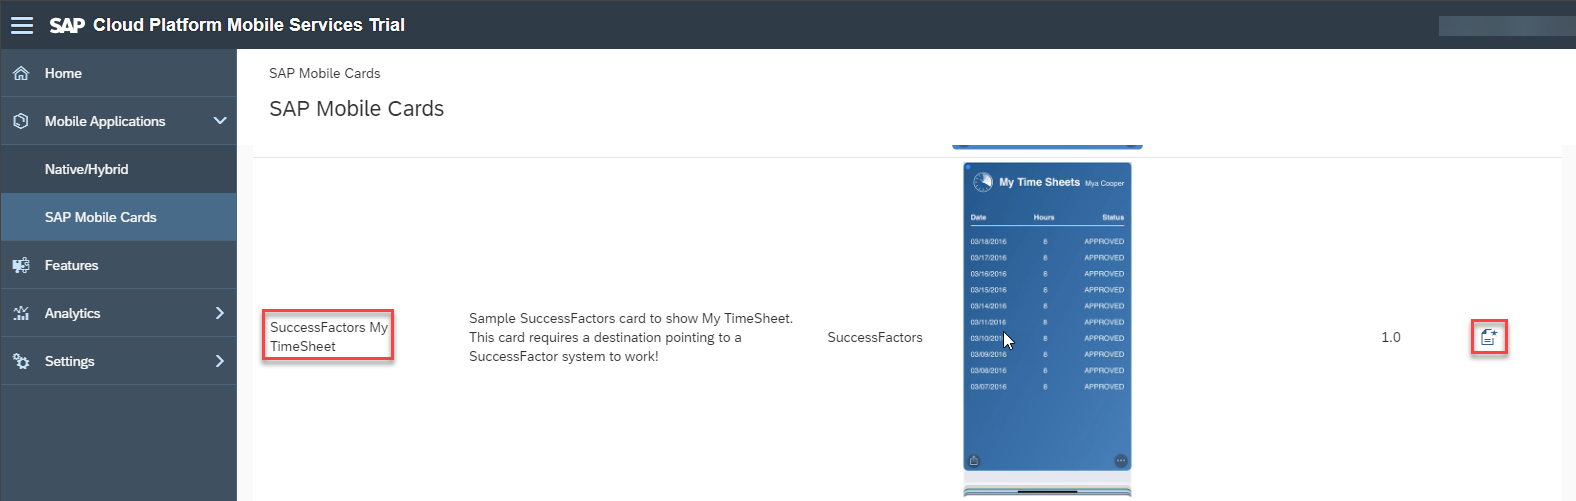 SAP Cloud Platform Mobile Services Trial
Home
Mobile Applications
Native/Hybrid
SAP Mobile Cards
Features
Analytics
Settings
SAP Mobile Cards
SAP Mobile Cards
SuccessFactors My
TimeSheet
Sample SuccessFactors card to show My TimeSheet.
This card requires a destination pointing to a
SuccessFactor system to work!
SuccessFactors
My Time Sheets Mya Cooper
Date Hours Status
03/18/2016 8 APPROVED
03/17/2016 8 APPROVED
03/16/2016 8 APPROVED
03/15/2016 8 APPROVED
03/14/2016 8 APPROVED
03/11/2016 8 APPROVED
03/10/2016 8 APPROVED
03/09/2016 8 APPROVED
03/08/2016 8 APPROVED
03/07/2016 8 APPROVED
1.0